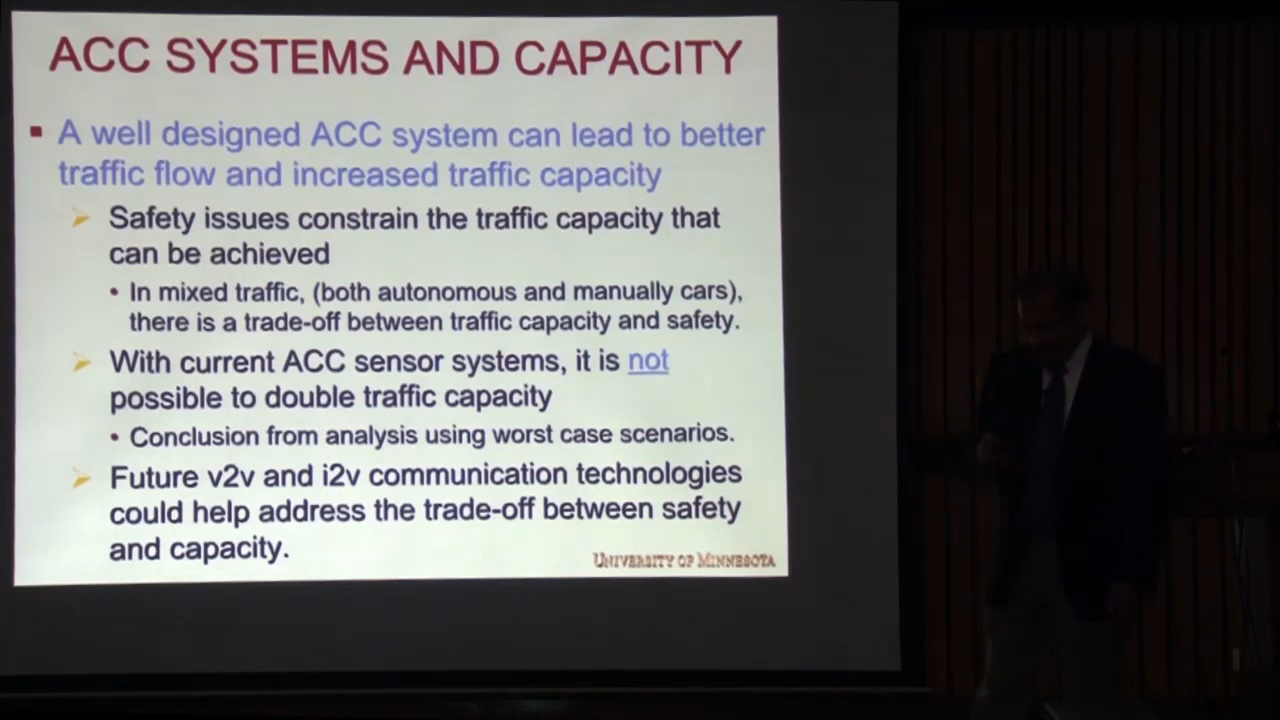 ACC SYSTEMS AND CAPACITY
A well designed ACC system can lead to better
traffic flow and increased traffic capacity
Safety issues constrain the traffic capacity that
can be achieved
• In mixed traffic, (both autonomous and manually cars),
there is a trade-off between traffic capacity and safety.
With current ACC sensor systems, it is not
possible to double traffic capacity
• Conclusion from analysis using worst case scenarios.
Future v2v and i2v communication technologies
could help address the trade-off between safety
and capacity.
UNIVERSITY OF MINNESOTA